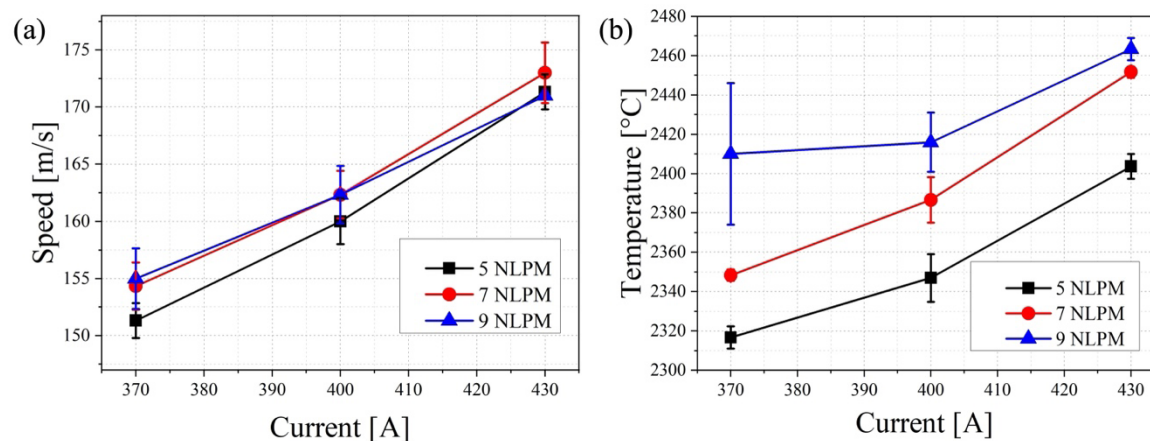 (a)
175
170
165
160
155
150
Speed [m/s]
5 NLPM
7 NLPM
9 NLPM
370 380 390 400 410 420 430
Current [A]
(b)
2480
2460
2440
2420
2400
2380
2360
2340
2320
2300
Temperature [°C]
5 NLPM
7 NLPM
9 NLPM
370 380 390 400 410 420 430
Current [A]